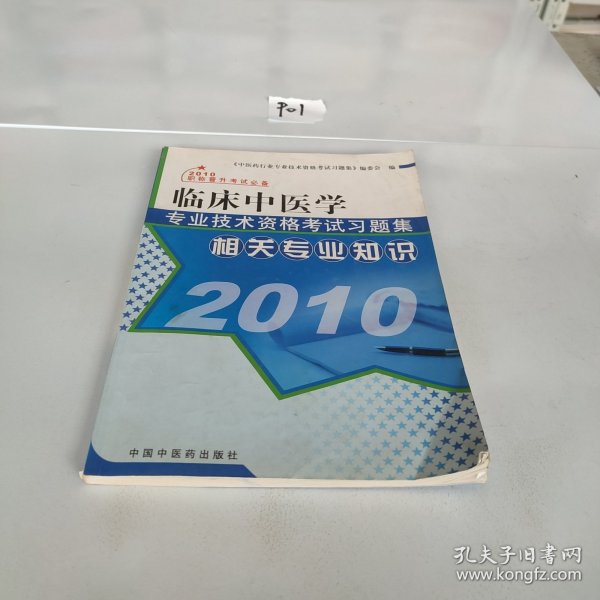 P01
《中医药行业专业技术资格考试习题集》编委会 编
2010
职称晋升考试必备
临床中医学
专业技术资格考试习题集
相关专业知识
2010
中国中医药出版社
孔夫子旧书网
www.kongfz.com